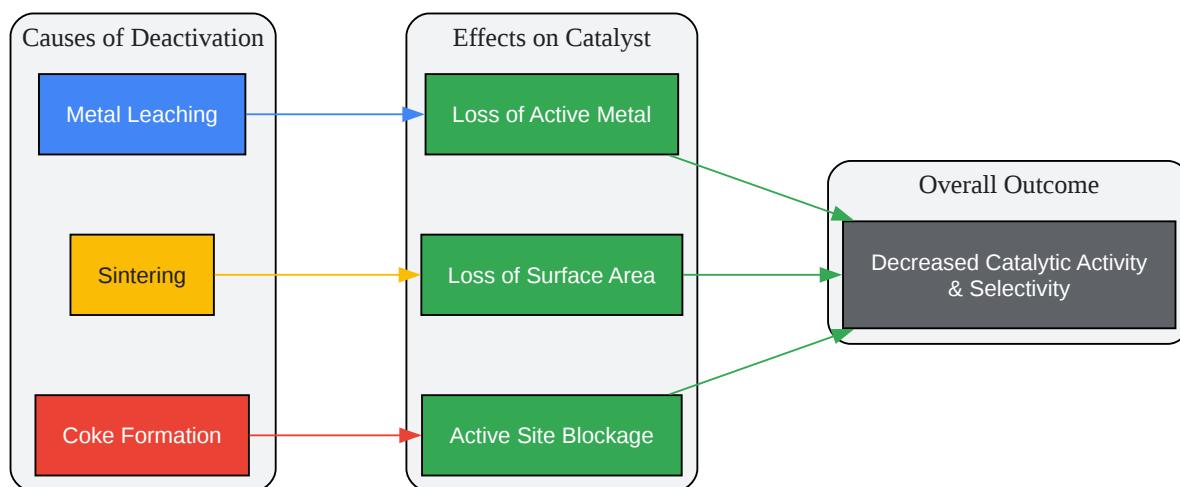 Causes of Deactivation
Metal Leaching
Sintering
Coke Formation
Effects on Catalyst
Loss of Active Metal
Loss of Surface Area
Active Site Blockage
Overall Outcome
Decreased Catalytic Activity
& Selectivity